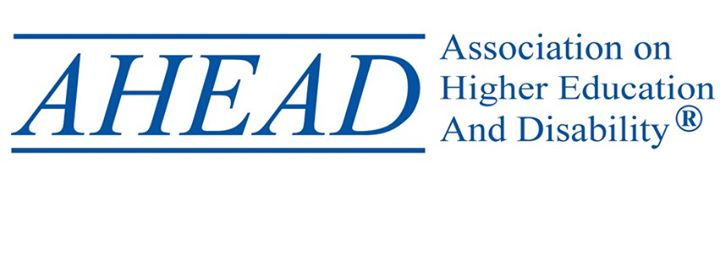 AHEAD
Association on
Higher Education
And Disability®